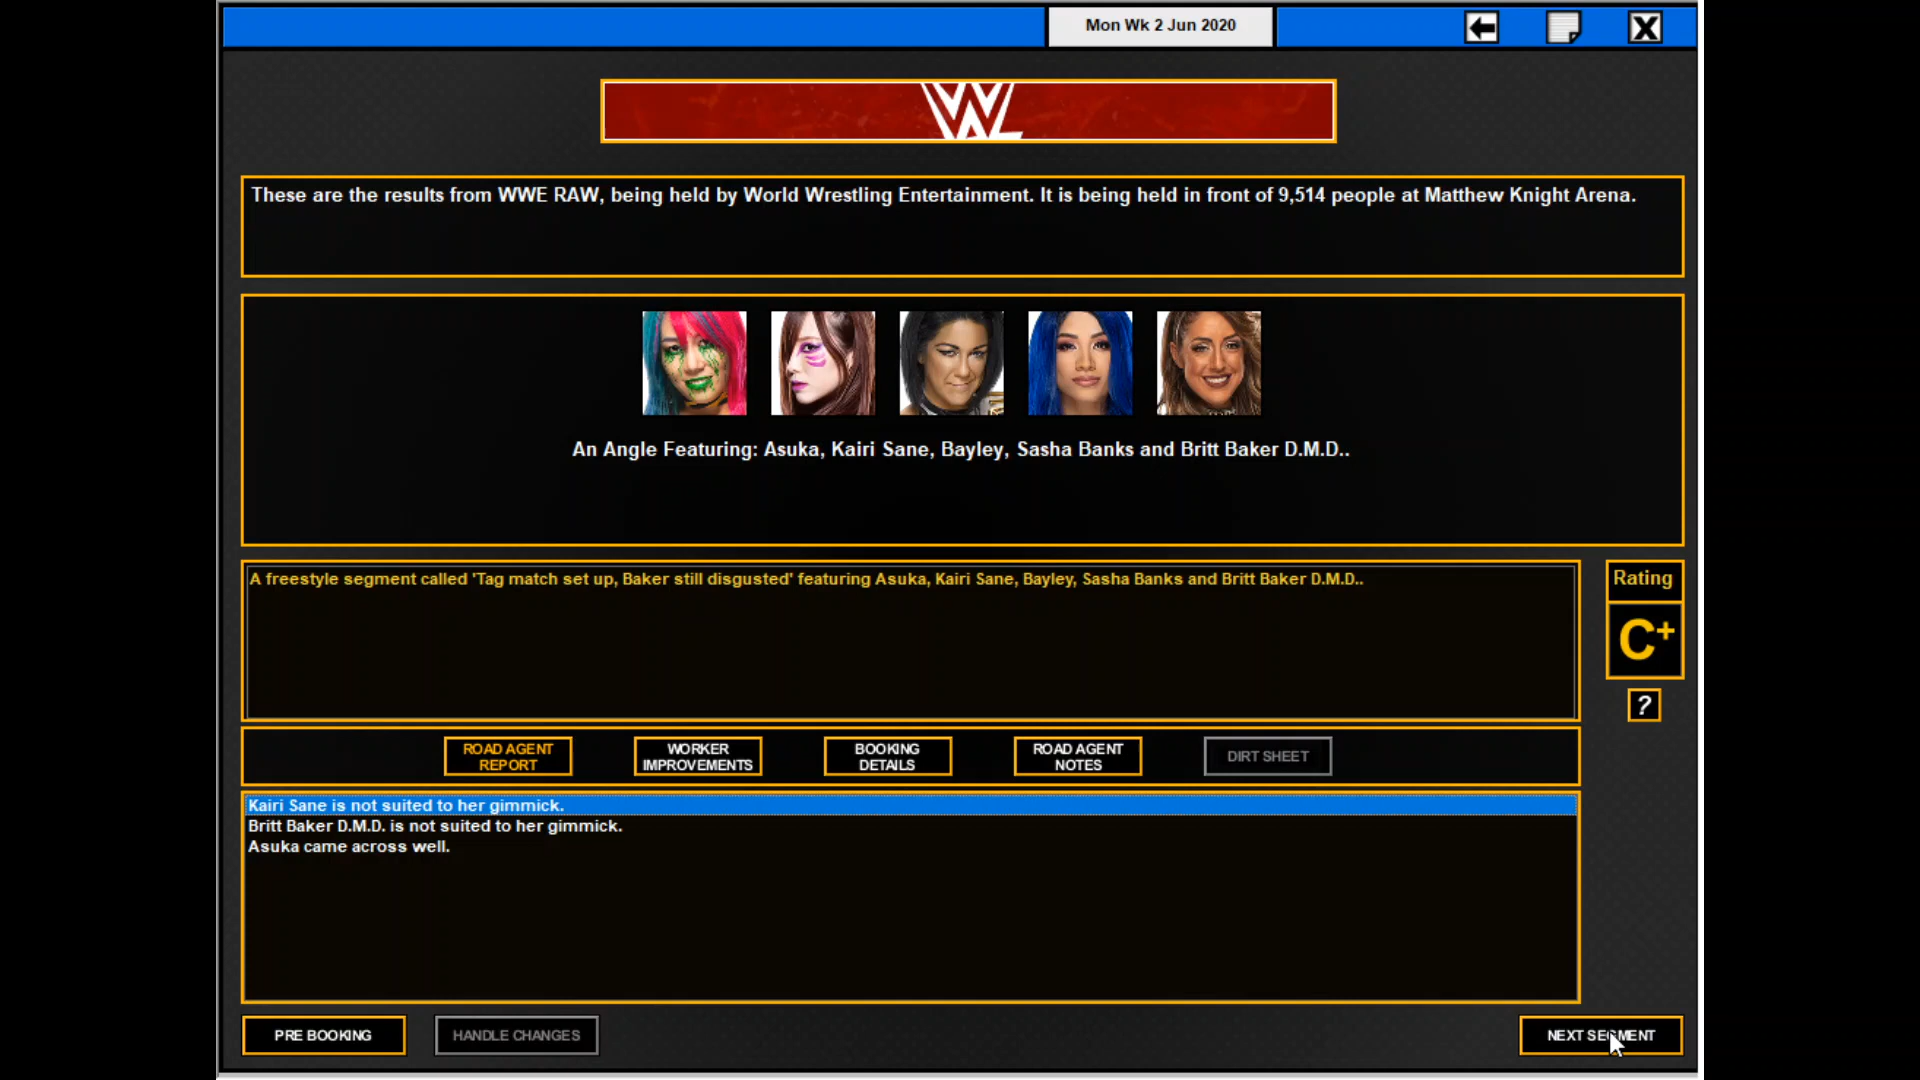 Mon Wk 2 Jun 2020
These are the results from WWE RAW, being held by World Wrestling Entertainment. It is being held in front of 9,514 people at Matthew Knight Arena.
An Angle Featuring: Asuka, Kairi Sane, Bayley, Sasha Banks and Britt Baker D.M.D..
A freestyle segment called 'Tag match set up, Baker still disgusted' featuring Asuka, Kairi Sane, Bayley, Sasha Banks and Britt Baker D.M.D..
Rating
C+
?
ROAD AGENT REPORT
WORKER IMPROVEMENTS
BOOKING DETAILS
ROAD AGENT NOTES
DIRT SHEET
Kairi Sane is not suited to her gimmick.
Britt Baker D.M.D. is not suited to her gimmick.
Asuka came across well.
PRE BOOKING
HANDLE CHANGES
NEXT SEGMENT